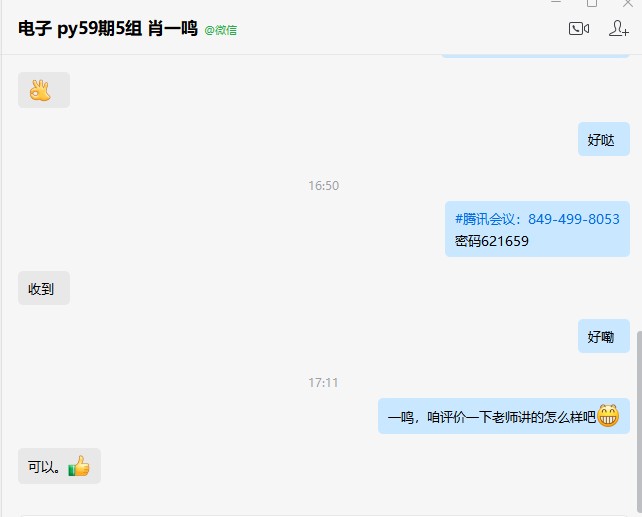 电子 py59期5组 肖一鸣 @微信
好哒
16:50
#腾讯会议：849-499-8053
密码621659
收到
好嘞
17:11
一鸣，咱评价一下老师讲的怎么样吧
可以。